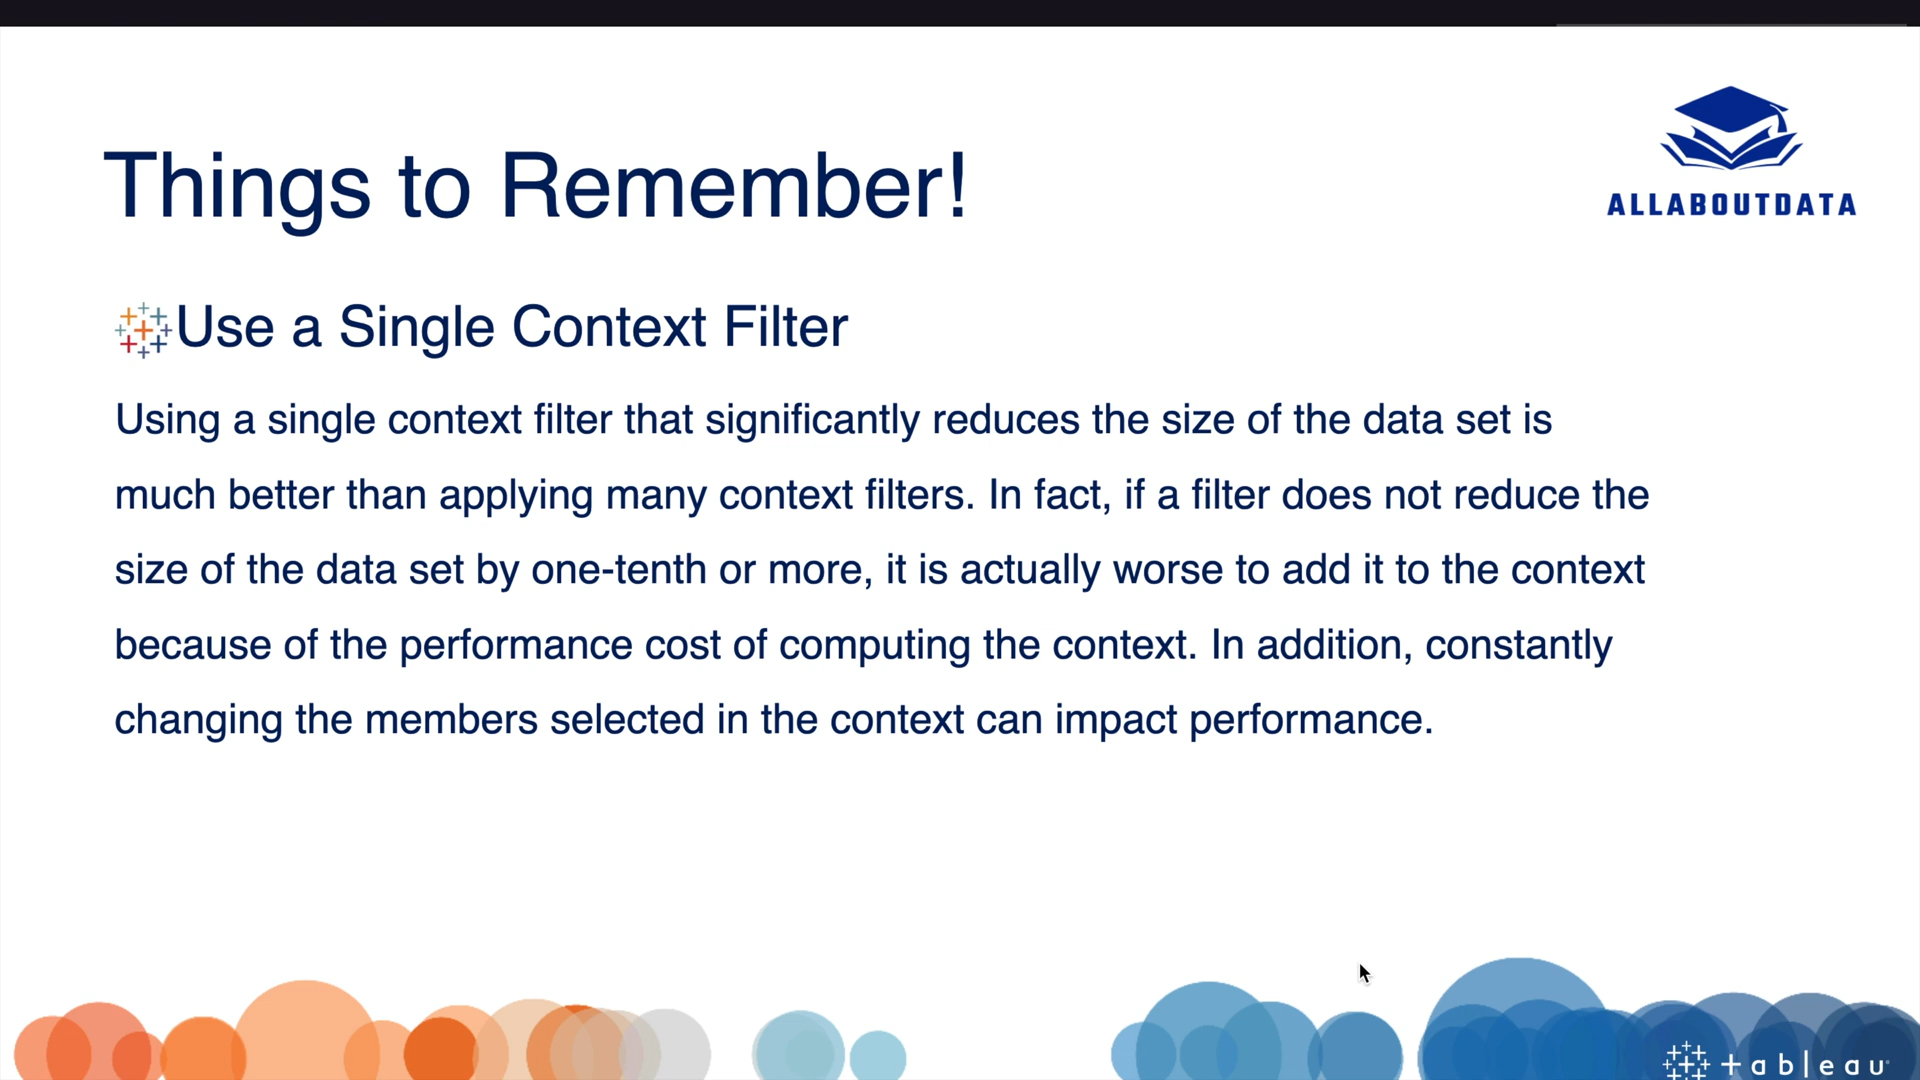 ALLABOUTDATA
Things to Remember!
Use a Single Context Filter
Using a single context filter that significantly reduces the size of the data set is
much better than applying many context filters. In fact, if a filter does not reduce the
size of the data set by one-tenth or more, it is actually worse to add it to the context
because of the performance cost of computing the context. In addition, constantly
changing the members selected in the context can impact performance.
+ableau